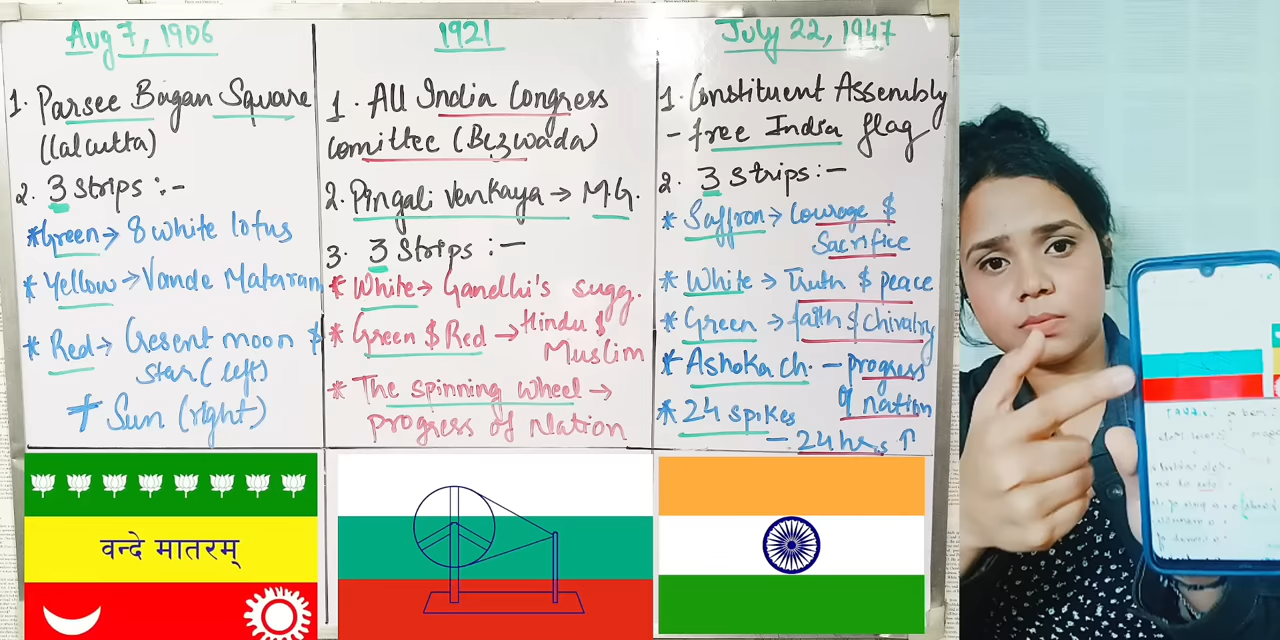 Aug 7, 1906
1. Parsee Bagan Square
(Calcutta)
2. 3 Strips :-
*Green → 8 white lotus
* Yellow → Vande Mataram
* Red → Cresent moon &
Star (left)
+ Sun (right)
वन्दे मातरम्
1921
1. All India Congress
Comittee (Bezwada)
2. Pingali Venkaya → M.G.
3. 3 Strips :-
* White → Gandhi's sugg.
* Green & Red → Hindu &
Muslim
* The spinning wheel →
progress of Nation
July 22, 1947
1. Constituent Assembly
- free India flag
2. 3 Strips :-
* Saffron → Courage &
Sacrifice
* White → Truth & peace
* Green → faith & Chivalry
* Ashoka ch. - progress
of nation
* 24 spikes
- 24 hrs ↑